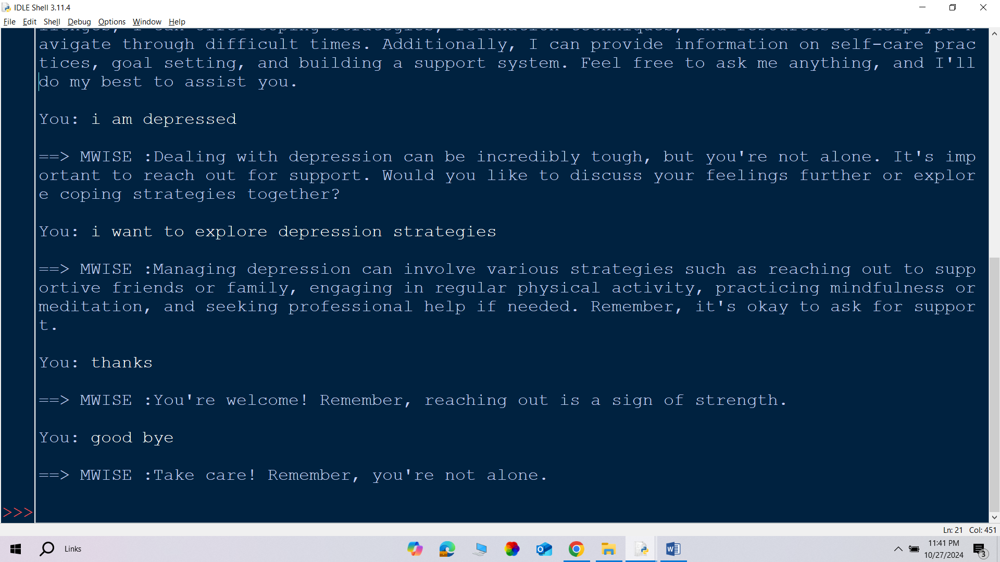 IDLE Shell 3.11.4
File Edit Shell Debug Options Window Help
avigate through difficult times. Additionally, I can provide information on self-care prac
tices, goal setting, and building a support system. Feel free to ask me anything, and I'll
do my best to assist you.
You: i am depressed
==> MWISE :Dealing with depression can be incredibly tough, but you're not alone. It's imp
ortant to reach out for support. Would you like to discuss your feelings further or explor
e coping strategies together?
You: i want to explore depression strategies
==> MWISE :Managing depression can involve various strategies such as reaching out to supp
ortive friends or family, engaging in regular physical activity, practicing mindfulness or
meditation, and seeking professional help if needed. Remember, it's okay to ask for suppor
t.
You: thanks
==> MWISE :You're welcome! Remember, reaching out is a sign of strength.
You: good bye
==> MWISE :Take care! Remember, you're not alone.
>>>
Ln: 21 Col: 451
Links
11:41 PM
10/27/2024
3